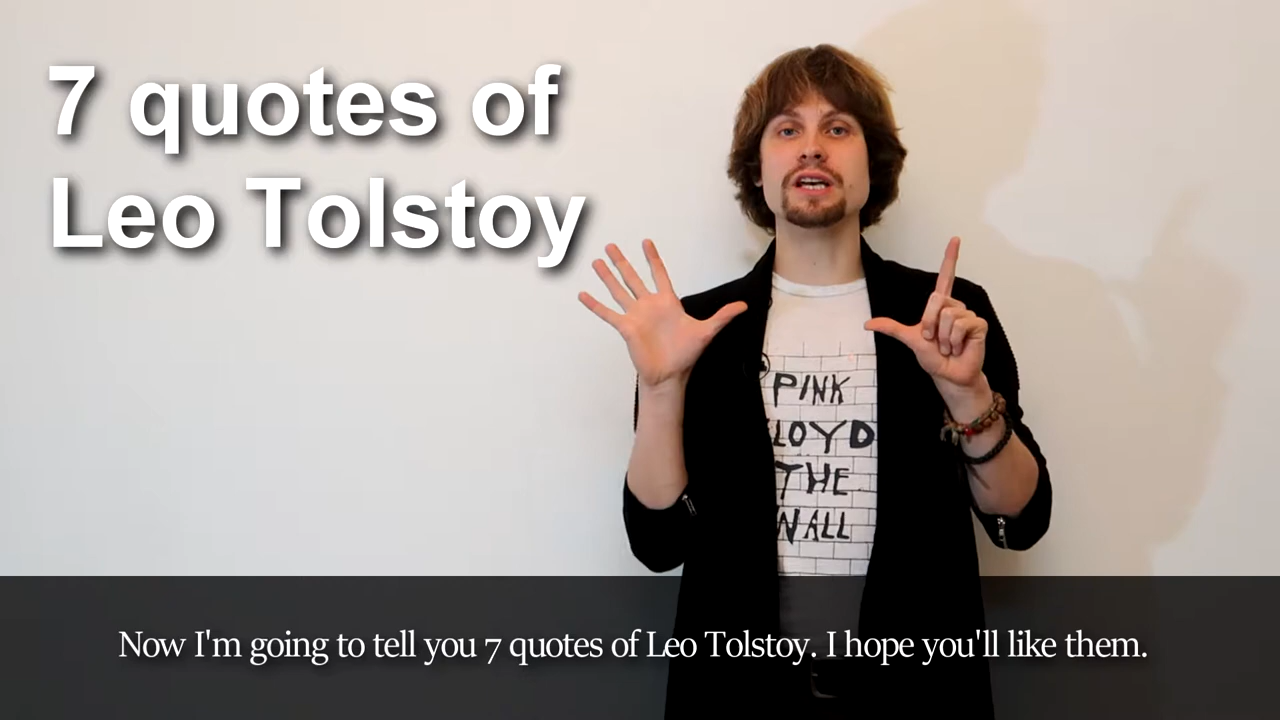 7 quotes of
Leo Tolstoy
PINK
LOYD
THE
WALL
Now I'm going to tell you 7 quotes of Leo Tolstoy. I hope you'll like them.